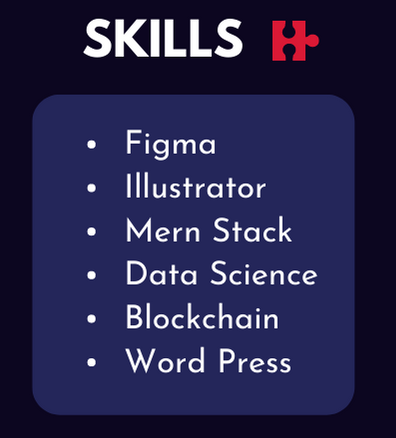 SKILLS
• Figma
• Illustrator
• Mern Stack
• Data Science
• Blockchain
• Word Press